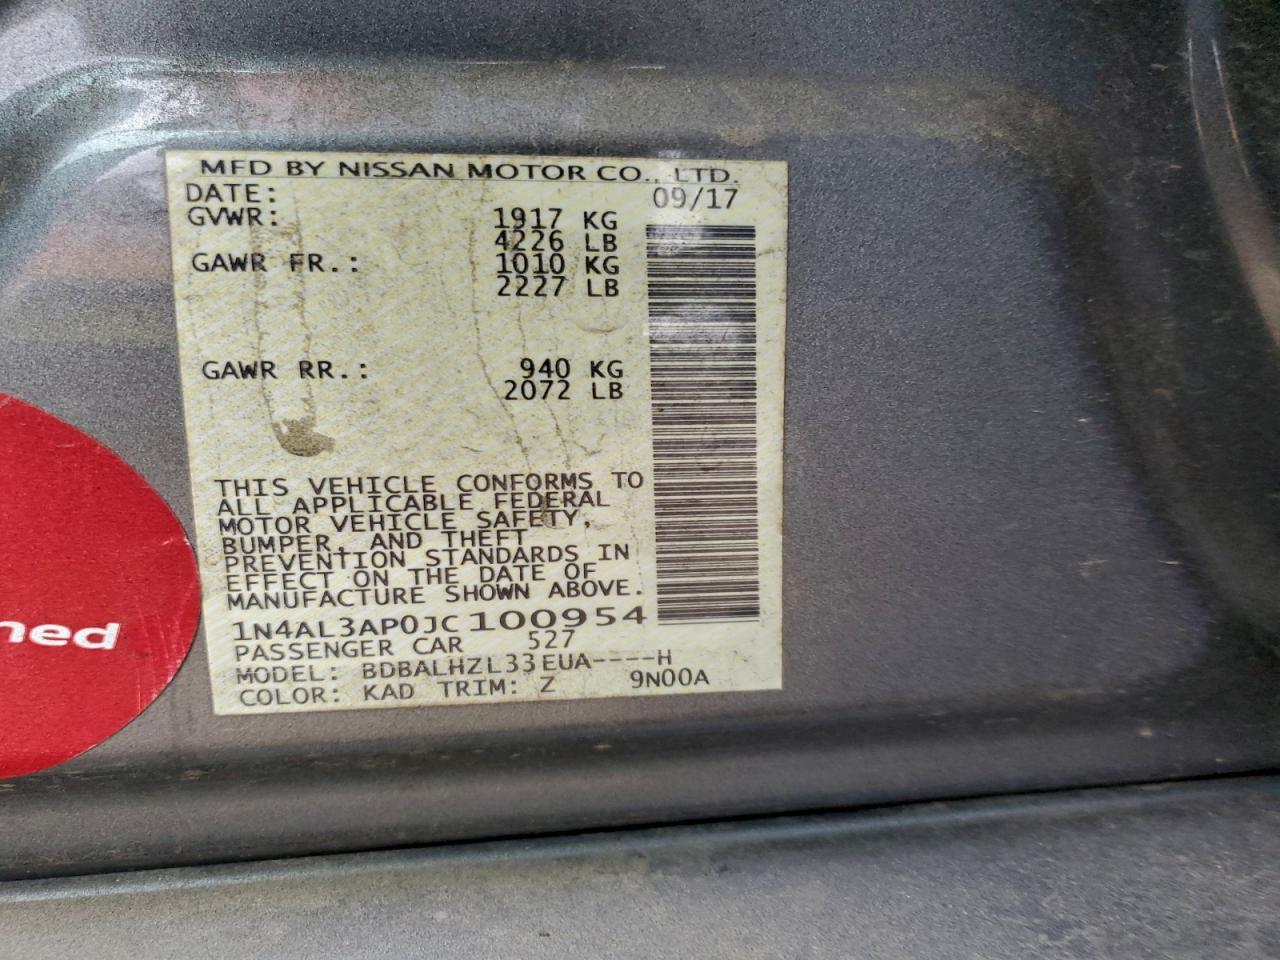 MFD BY NISSAN MOTOR CO., LTD.
DATE: 09/17
GVWR: 1917 KG
4226 LB
GAWR FR.: 1010 KG
2227 LB
GAWR RR.: 940 KG
2072 LB
THIS VEHICLE CONFORMS TO
ALL APPLICABLE FEDERAL
MOTOR VEHICLE SAFETY,
BUMPER, AND THEFT
PREVENTION STANDARDS IN
EFFECT ON THE DATE OF
MANUFACTURE SHOWN ABOVE.
1N4AL3AP0JC100954
PASSENGER CAR 527
MODEL: BDBALHZL33EUA----H
COLOR: KAD TRIM: Z 9N00A